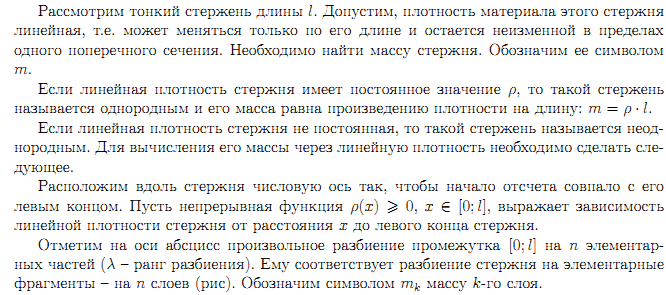 Рассмотрим тонкий стержень длины l. Допустим, плотность материала этого стержня
линейная, т.е. может меняться только по его длине и остается неизменной в пределах
одного поперечного сечения. Необходимо найти массу стержня. Обозначим ее символом
m.
Если линейная плотность стержня имеет постоянное значение ρ, то такой стержень
называется однородным и его масса равна произведению плотности на длину: m = ρ · l.
Если линейная плотность стержня не постоянная, то такой стержень называется неод-
нородным. Для вычисления его массы через линейную плотность необходимо сделать сле-
дующее.
Расположим вдоль стержня числовую ось так, чтобы начало отсчета совпало с его
левым концом. Пусть непрерывная функция ρ(x) ⩾ 0, x ∈ [0; l], выражает зависимость
линейной плотности стержня от расстояния x до левого конца стержня.
Отметим на оси абсцисс произвольное разбиение промежутка [0; l] на n элементар-
ных частей (λ – ранг разбиения). Ему соответствует разбиение стержня на элементарные
фрагменты – на n слоев (рис). Обозначим символом mₖ массу k-го слоя.